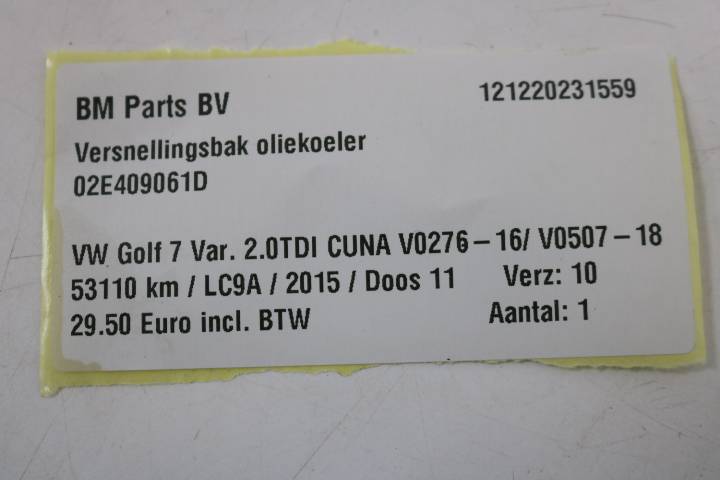 BM Parts BV 121220231559
Versnellingsbak oliekoeler
02E409061D
VW Golf 7 Var. 2.0TDI CUNA V0276-16/ V0507-18
53110 km / LC9A / 2015 / Doos 11 Verz: 10
29.50 Euro incl. BTW Aantal: 1